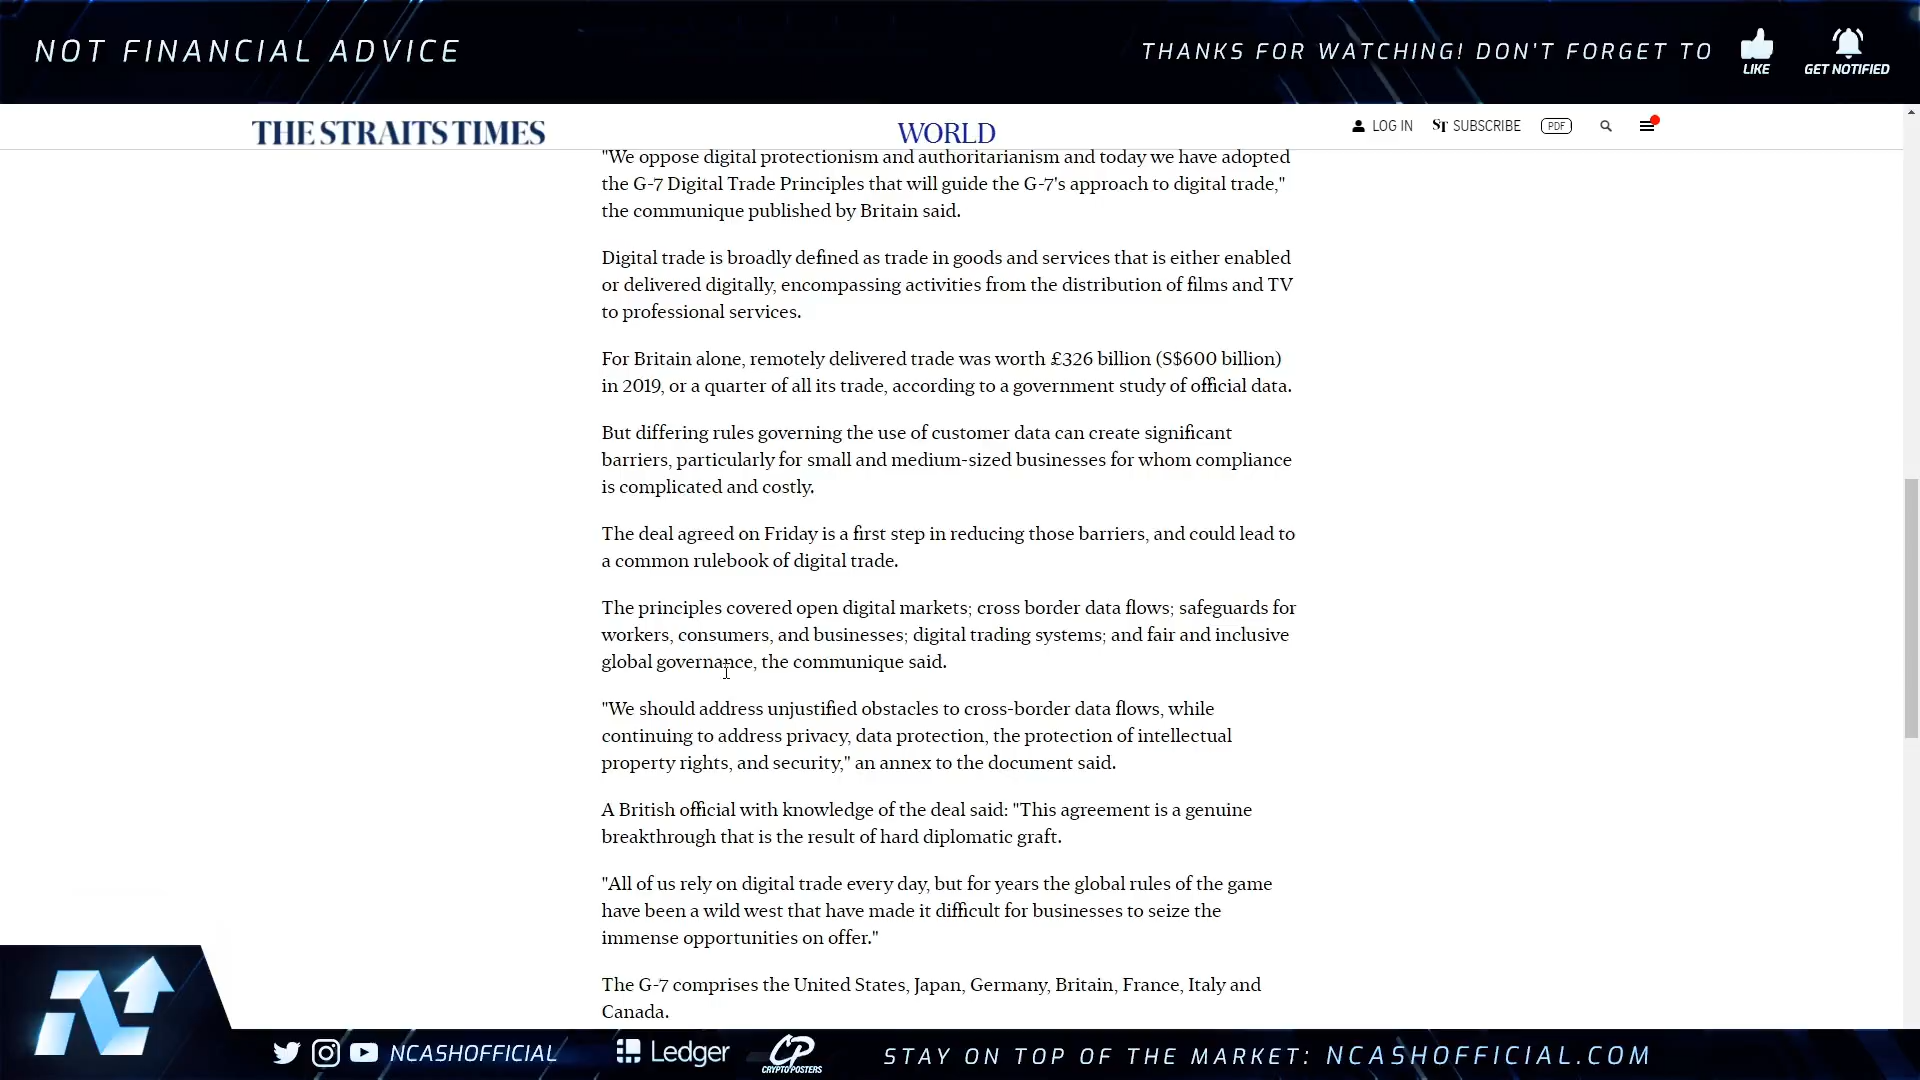 NOT FINANCIAL ADVICE
THANKS FOR WATCHING! DON'T FORGET TO
LIKE
GET NOTIFIED
THE STRAITS TIMES
WORLD
LOG IN
ST SUBSCRIBE
PDF
"We oppose digital protectionism and authoritarianism and today we have adopted
the G-7 Digital Trade Principles that will guide the G-7's approach to digital trade,"
the communique published by Britain said.
Digital trade is broadly defined as trade in goods and services that is either enabled
or delivered digitally, encompassing activities from the distribution of films and TV
to professional services.
For Britain alone, remotely delivered trade was worth £326 billion (S$600 billion)
in 2019, or a quarter of all its trade, according to a government study of official data.
But differing rules governing the use of customer data can create significant
barriers, particularly for small and medium-sized businesses for whom compliance
is complicated and costly.
The deal agreed on Friday is a first step in reducing those barriers, and could lead to
a common rulebook of digital trade.
The principles covered open digital markets; cross border data flows; safeguards for
workers, consumers, and businesses; digital trading systems; and fair and inclusive
global governance, the communique said.
"We should address unjustified obstacles to cross-border data flows, while
continuing to address privacy, data protection, the protection of intellectual
property rights, and security," an annex to the document said.
A British official with knowledge of the deal said: "This agreement is a genuine
breakthrough that is the result of hard diplomatic graft.
"All of us rely on digital trade every day, but for years the global rules of the game
have been a wild west that have made it difficult for businesses to seize the
immense opportunities on offer."
The G-7 comprises the United States, Japan, Germany, Britain, France, Italy and
Canada.
NCASHOFFICIAL
Ledger
CP
CRYPTOPOSTERS
STAY ON TOP OF THE MARKET: NCASHOFFICIAL.COM